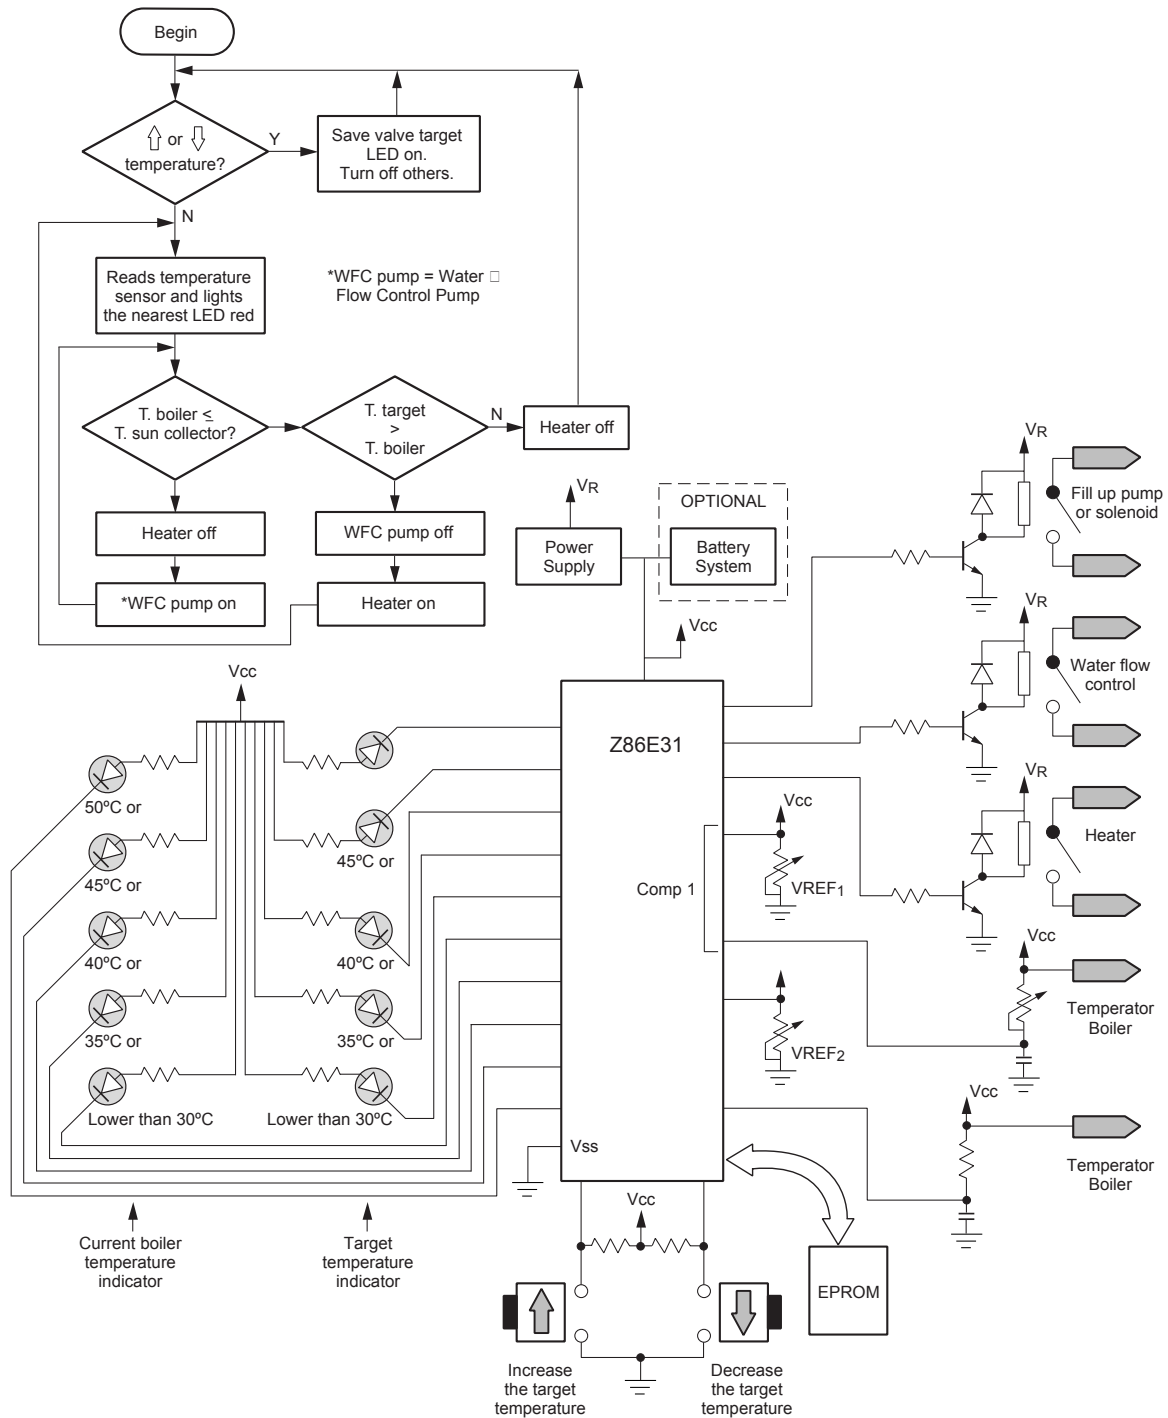 Begin
⇧ or ⇩
temperature?
Y
Save valve target
LED on.
Turn off others.
N
Reads temperature
sensor and lights
the nearest LED red
*WFC pump = Water □
Flow Control Pump
T. boiler ≤
T. sun collector?
T. target
>
T. boiler
N
Heater off
Heater off
WFC pump off
*WFC pump on
Heater on
VR
Power
Supply
OPTIONAL
Battery
System
Vcc
VR
Fill up pump
or solenoid
VR
Water flow
control
VR
Heater
Vcc
Temperator
Boiler
Vcc
Temperator
Boiler
Z86E31
Comp 1
Vcc
VREF1
VREF2
Vss
Vcc
50ºC or
45ºC or
45ºC or
40ºC or
40ºC or
35ºC or
35ºC or
Lower than 30ºC
Lower than 30ºC
Current boiler
temperature
indicator
Target
temperature
indicator
Vcc
EPROM
Increase
the target
temperature
Decrease
the target
temperature